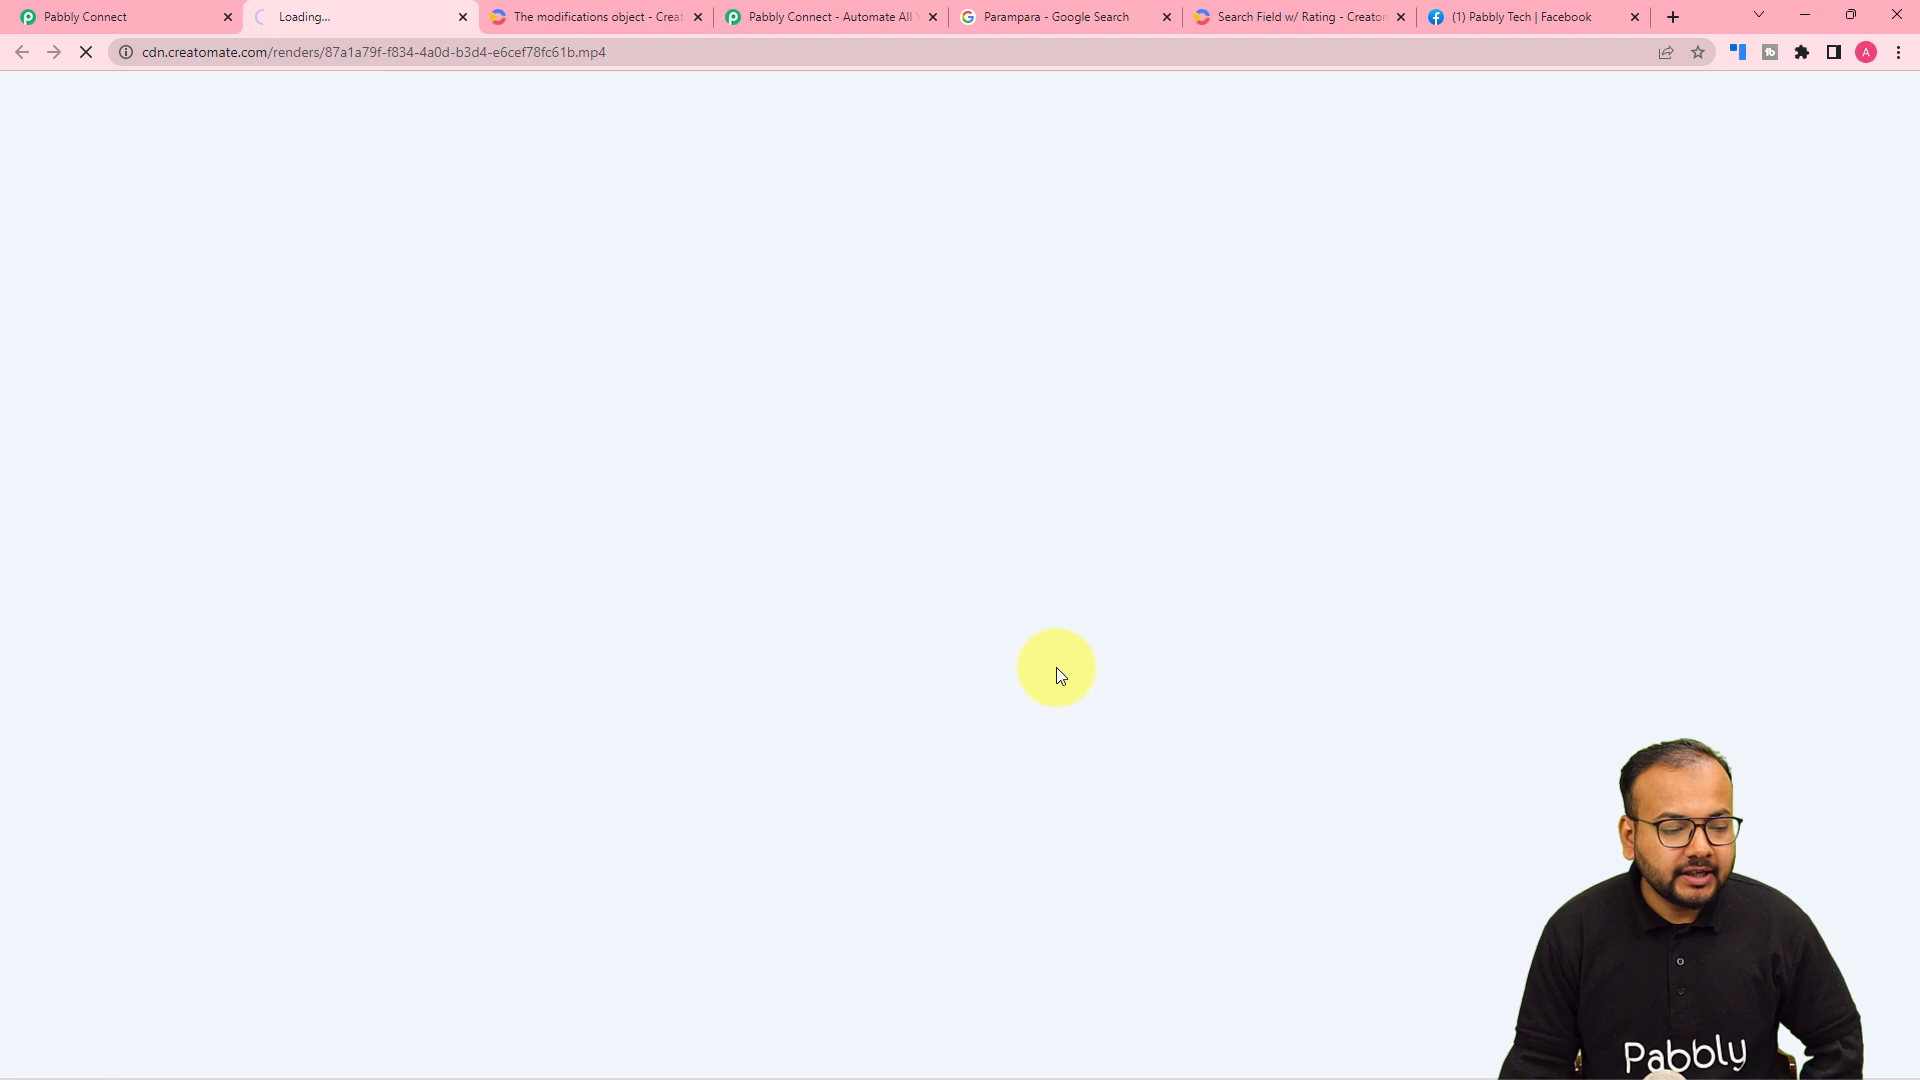 Pabbly Connect
Loading...
The modifications object - Creat
Pabbly Connect - Automate All
Parampara - Google Search
Search Field w/ Rating - Creator
(1) Pabbly Tech | Facebook
cdn.creatomate.com/renders/87a1a79f-f834-4a0d-b3d4-e6cef78fc61b.mp4
tb
A
Pabbly